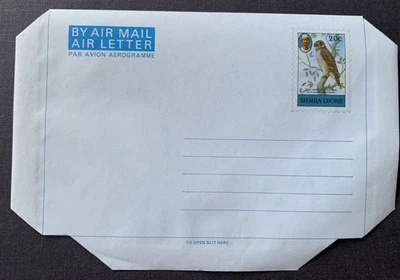 BY AIR MAIL
AIR LETTER
PAR AVION AEROGRAMME
20c
SIERRA LEONE
TO OPEN SLIT HERE